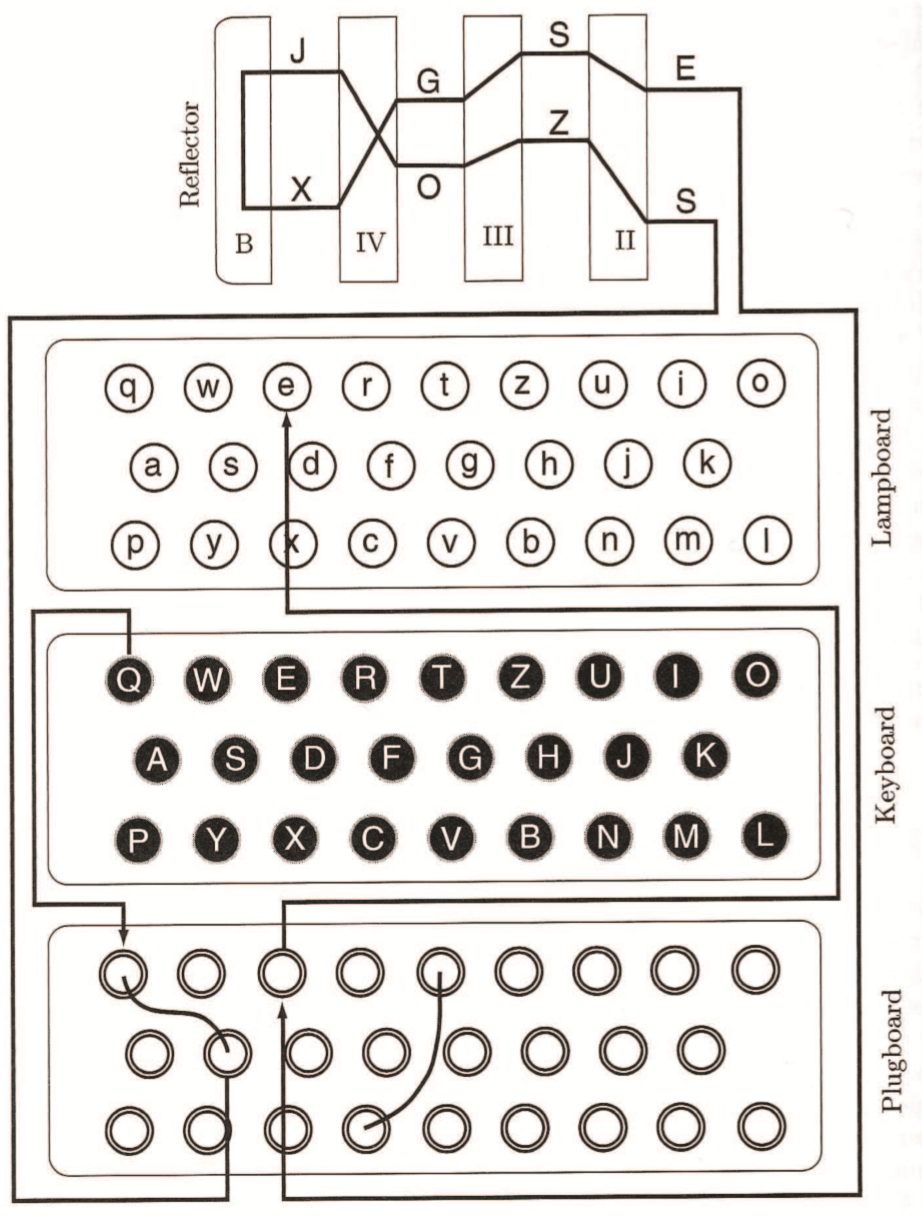 J G S E
X O Z S
Reflector
B IV III II
q w e r t z u i o
a s d f g h j k
p y x c v b n m l
Lampboard
Q W E R T Z U I O
A S D F G H J K
P Y X C V B N M L
Keyboard
Plugboard